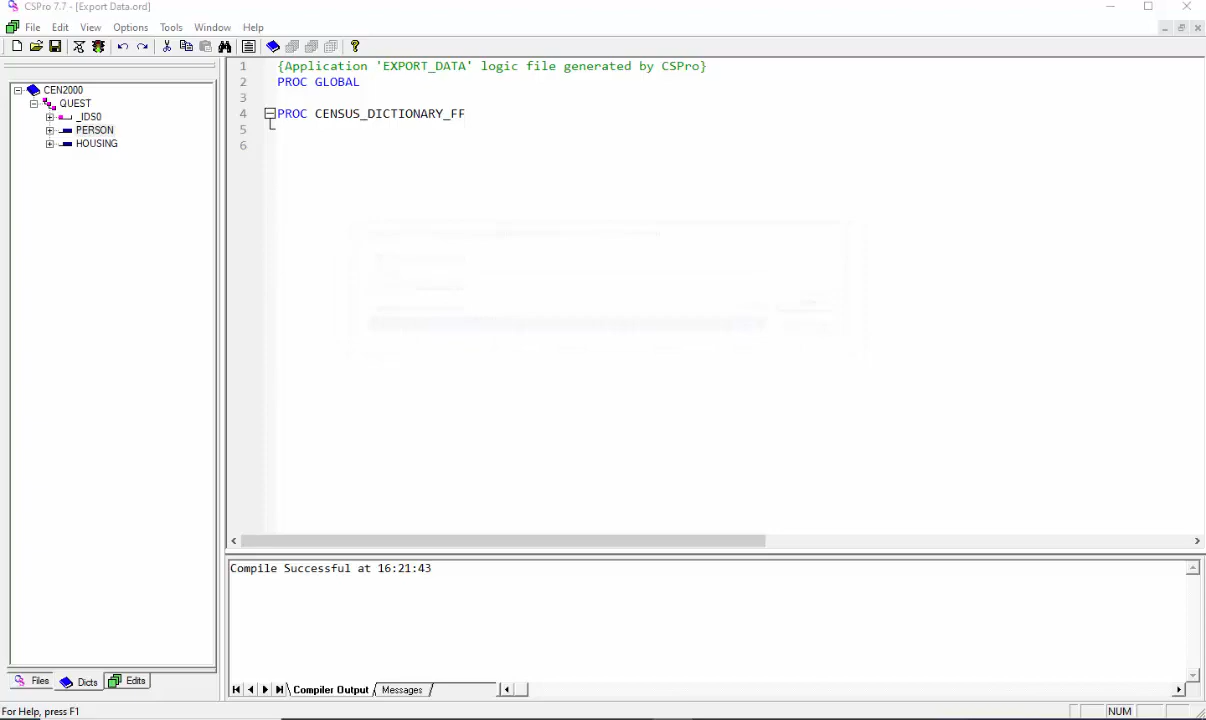 CSPro 7.7 - [Export Data.ord]
File Edit View Options Tools Window Help
CEN2000
QUEST
_IDS0
PERSON
HOUSING
1 {Application 'EXPORT_DATA' logic file generated by CSPro}
2 PROC GLOBAL
3
4 PROC CENSUS_DICTIONARY_FF
5
6
Compile Successful at 16:21:43
Files Dicts Edits
Compiler Output Messages
For Help, press F1
NUM